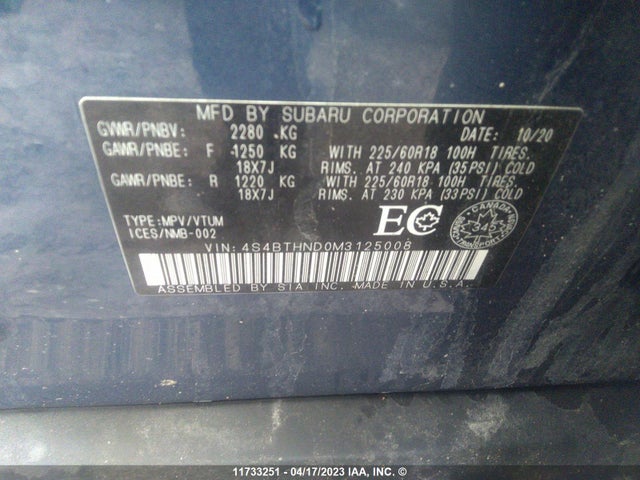 MFD BY SUBARU CORPORATION
GVWR/PNBV: 2280 KG DATE: 10/20
GAWR/PNBE: F 1250 KG WITH 225/60R18 100H TIRES.
18X7J RIMS. AT 240 KPA (35PSI) COLD
GAWR/PNBE: R 1220 KG WITH 225/60R18 100H TIRES.
18X7J RIMS. AT 230 KPA (33PSI) COLD
TYPE:MPV/VTUM
ICES/NMB-002
EC
CANADA
345
VIN: 4S4BTHND0M3125008
ASSEMBLED BY SIA INC. MADE IN U.S.A.
11733251 - 04/17/2023 IAA, INC. ©